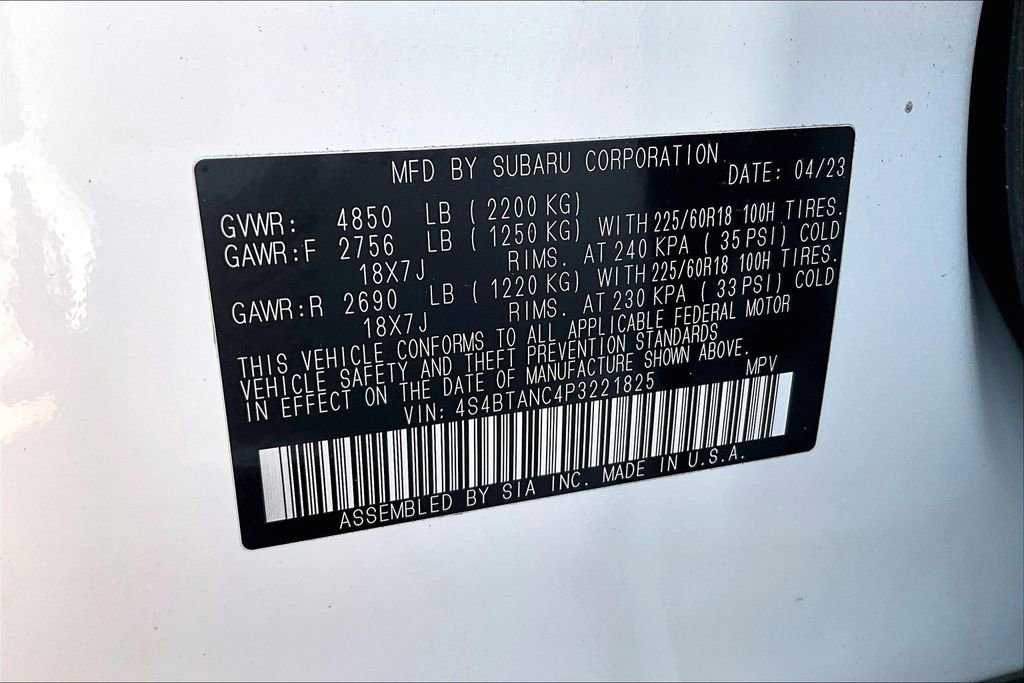 MFD BY SUBARU CORPORATION DATE: 04/23
GVWR: 4850 LB ( 2200 KG)
GAWR:F 2756 LB ( 1250 KG) WITH 225/60R18 100H TIRES.
18X7J RIMS. AT 240 KPA ( 35 PSI) COLD
GAWR:R 2690 LB ( 1220 KG) WITH 225/60R18 100H TIRES.
18X7J RIMS. AT 230 KPA ( 33 PSI) COLD
THIS VEHICLE CONFORMS TO ALL APPLICABLE FEDERAL MOTOR
VEHICLE SAFETY AND THEFT PREVENTION STANDARDS
IN EFFECT ON THE DATE OF MANUFACTURE SHOWN ABOVE.
VIN: 4S4BTANC4P3221825 MPV
ASSEMBLED BY SIA INC. MADE IN U.S.A.